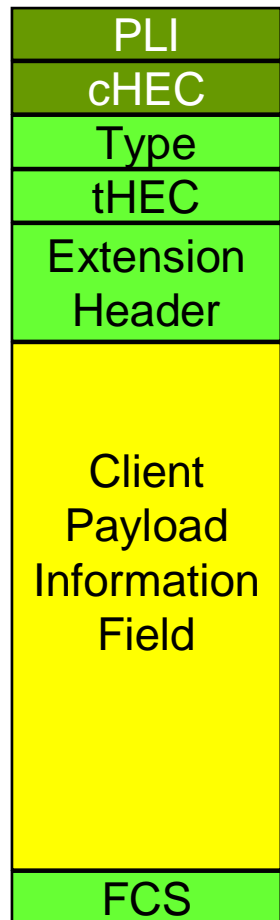 PLI
cHEC
Type
tHEC
Extension
Header
Client
Payload
Information
Field
FCS